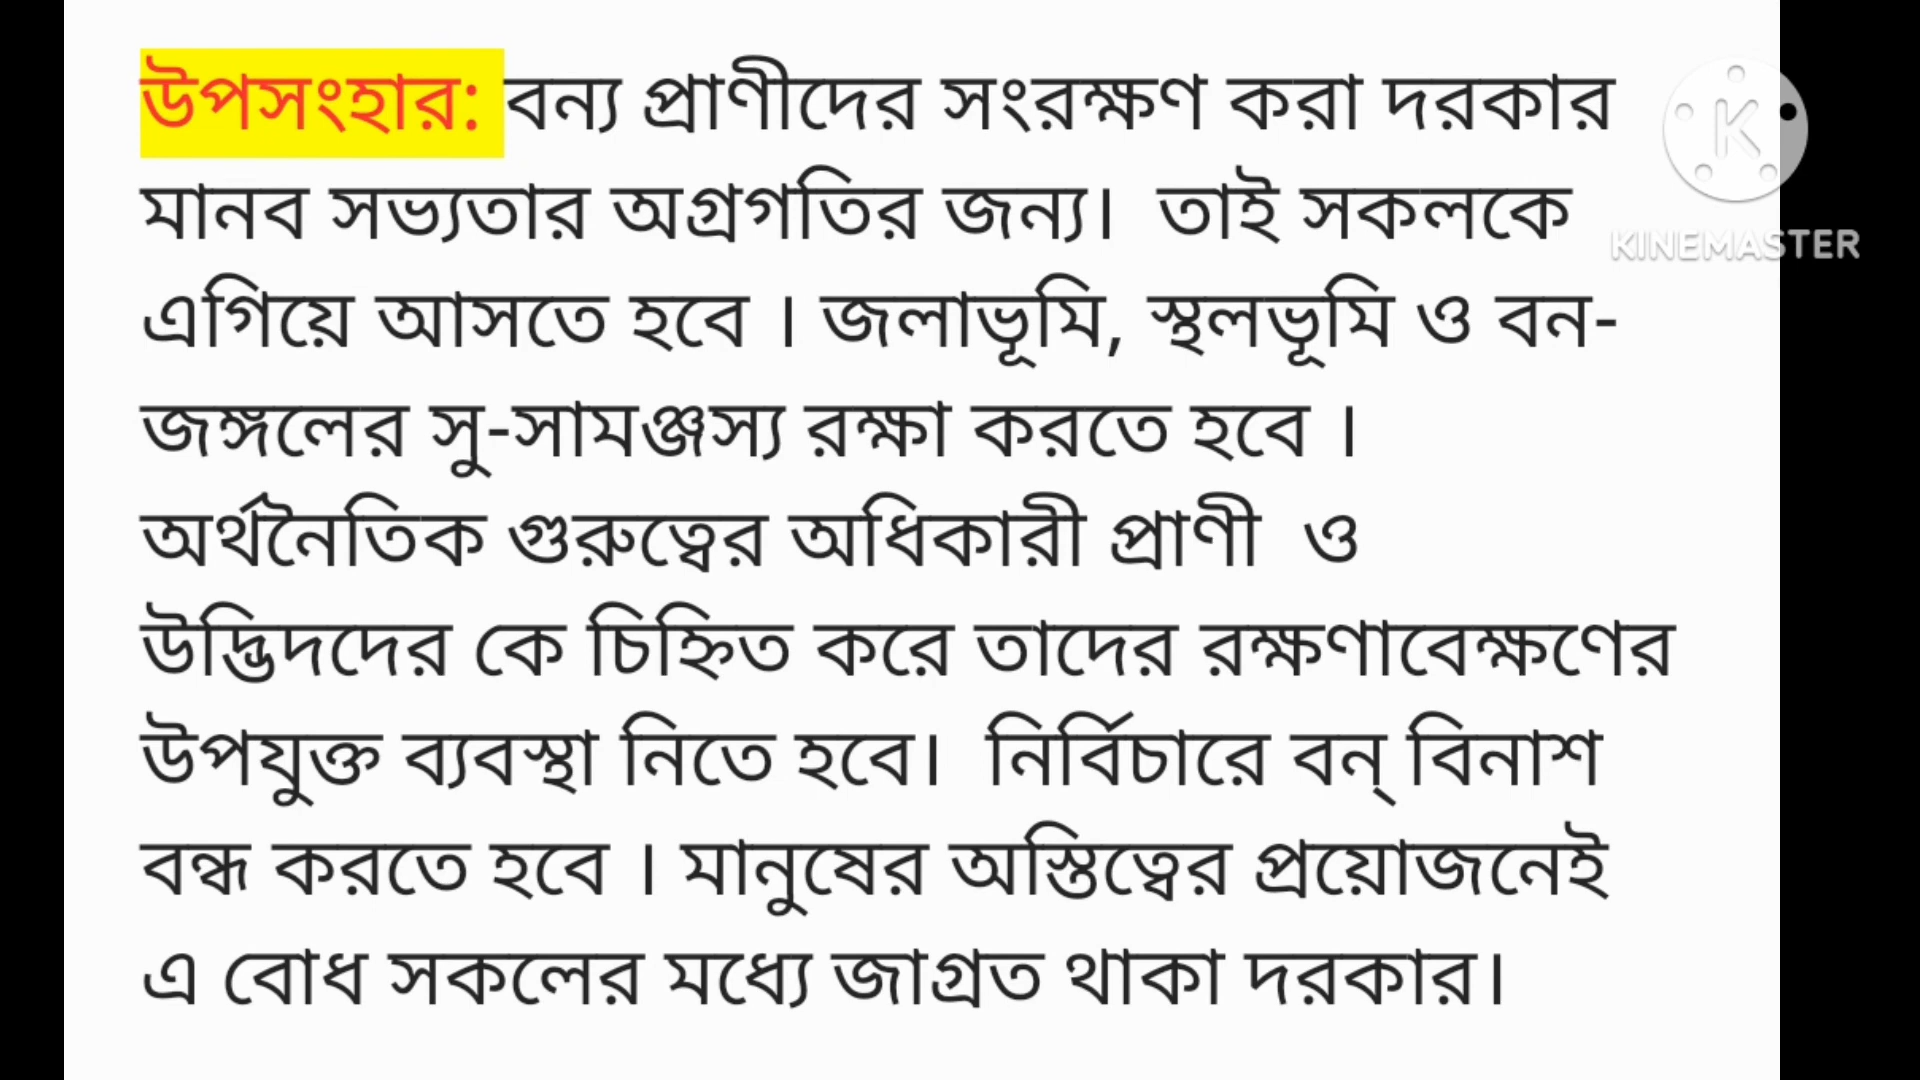 উপসংহার: বন্য প্রাণীদের সংরক্ষণ করা দরকার
মানব সভ্যতার অগ্রগতির জন্য। তাই সকলকে
এগিয়ে আসতে হবে । জলাভূমি, স্থলভূমি ও বন-
জঙ্গলের সু-সামঞ্জস্য রক্ষা করতে হবে ।
অর্থনৈতিক গুরুত্বের অধিকারী প্রাণী ও
উদ্ভিদদের কে চিহ্নিত করে তাদের রক্ষণাবেক্ষণের
উপযুক্ত ব্যবস্থা নিতে হবে। নির্বিচারে বন্ বিনাশ
বন্ধ করতে হবে । মানুষের অস্তিত্বের প্রয়োজনেই
এ বোধ সকলের মধ্যে জাগ্রত থাকা দরকার।
K
KINEMASTER